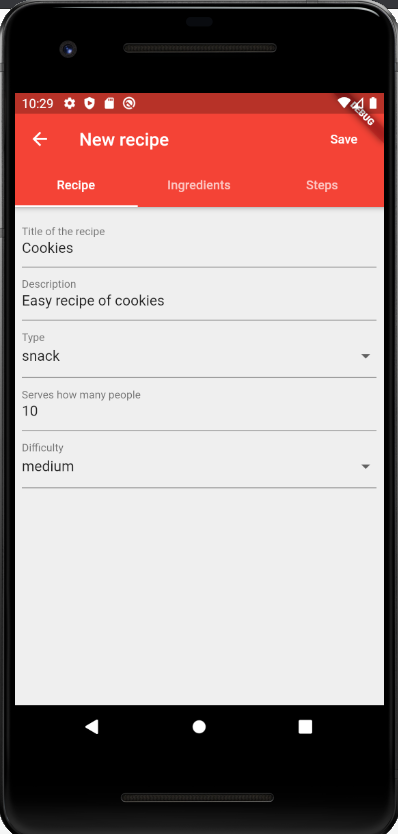 10:29
DEBUG
New recipe
Save
Recipe
Ingredients
Steps
Title of the recipe
Cookies
Description
Easy recipe of cookies
Type
snack
Serves how many people
10
Difficulty
medium